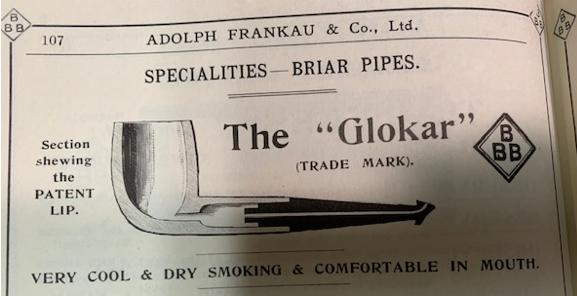 B
BB
107
ADOLPH FRANKAU & Co., Ltd.
SPECIALITIES—BRIAR PIPES.
The "Glokar"
(TRADE MARK).
B
BB
Section
shewing
the
PATENT
LIP.
VERY COOL & DRY SMOKING & COMFORTABLE IN MOUTH.